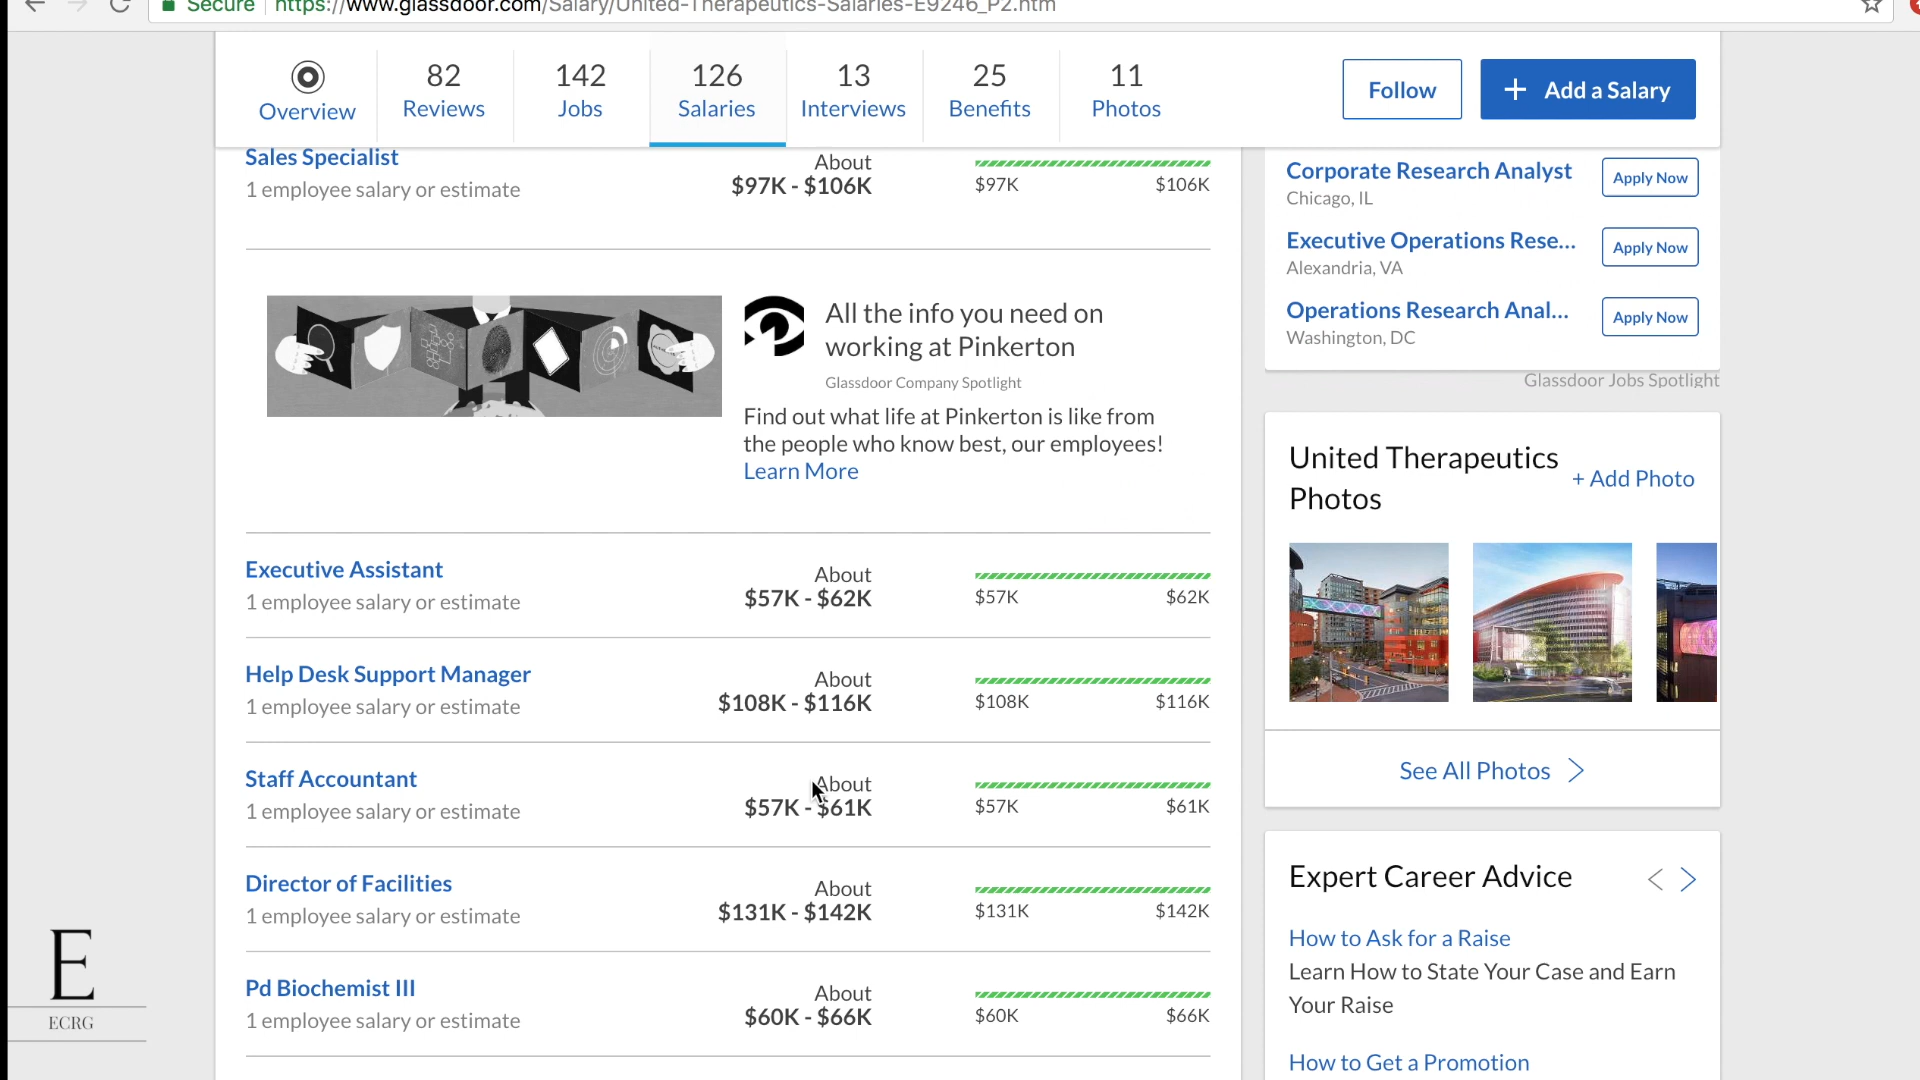 Secure
https://www.glassdoor.com/Salary/United-Therapeutics-Salaries-E9246_P2.htm
Overview
82
Reviews
142
Jobs
126
Salaries
13
Interviews
25
Benefits
11
Photos
Follow
+ Add a Salary
Sales Specialist
1 employee salary or estimate
About
$97K - $106K
$97K
$106K
All the info you need on
working at Pinkerton
Glassdoor Company Spotlight
Find out what life at Pinkerton is like from
the people who know best, our employees!
Learn More
Executive Assistant
1 employee salary or estimate
About
$57K - $62K
$57K
$62K
Help Desk Support Manager
1 employee salary or estimate
About
$108K - $116K
$108K
$116K
Staff Accountant
1 employee salary or estimate
About
$57K - $61K
$57K
$61K
Director of Facilities
1 employee salary or estimate
About
$131K - $142K
$131K
$142K
Pd Biochemist III
1 employee salary or estimate
About
$60K - $66K
$60K
$66K
Corporate Research Analyst
Chicago, IL
Apply Now
Executive Operations Rese...
Alexandria, VA
Apply Now
Operations Research Anal...
Washington, DC
Apply Now
Glassdoor Jobs Spotlight
United Therapeutics
Photos
+ Add Photo
See All Photos
Expert Career Advice
How to Ask for a Raise
Learn How to State Your Case and Earn
Your Raise
How to Get a Promotion
E
ECRG